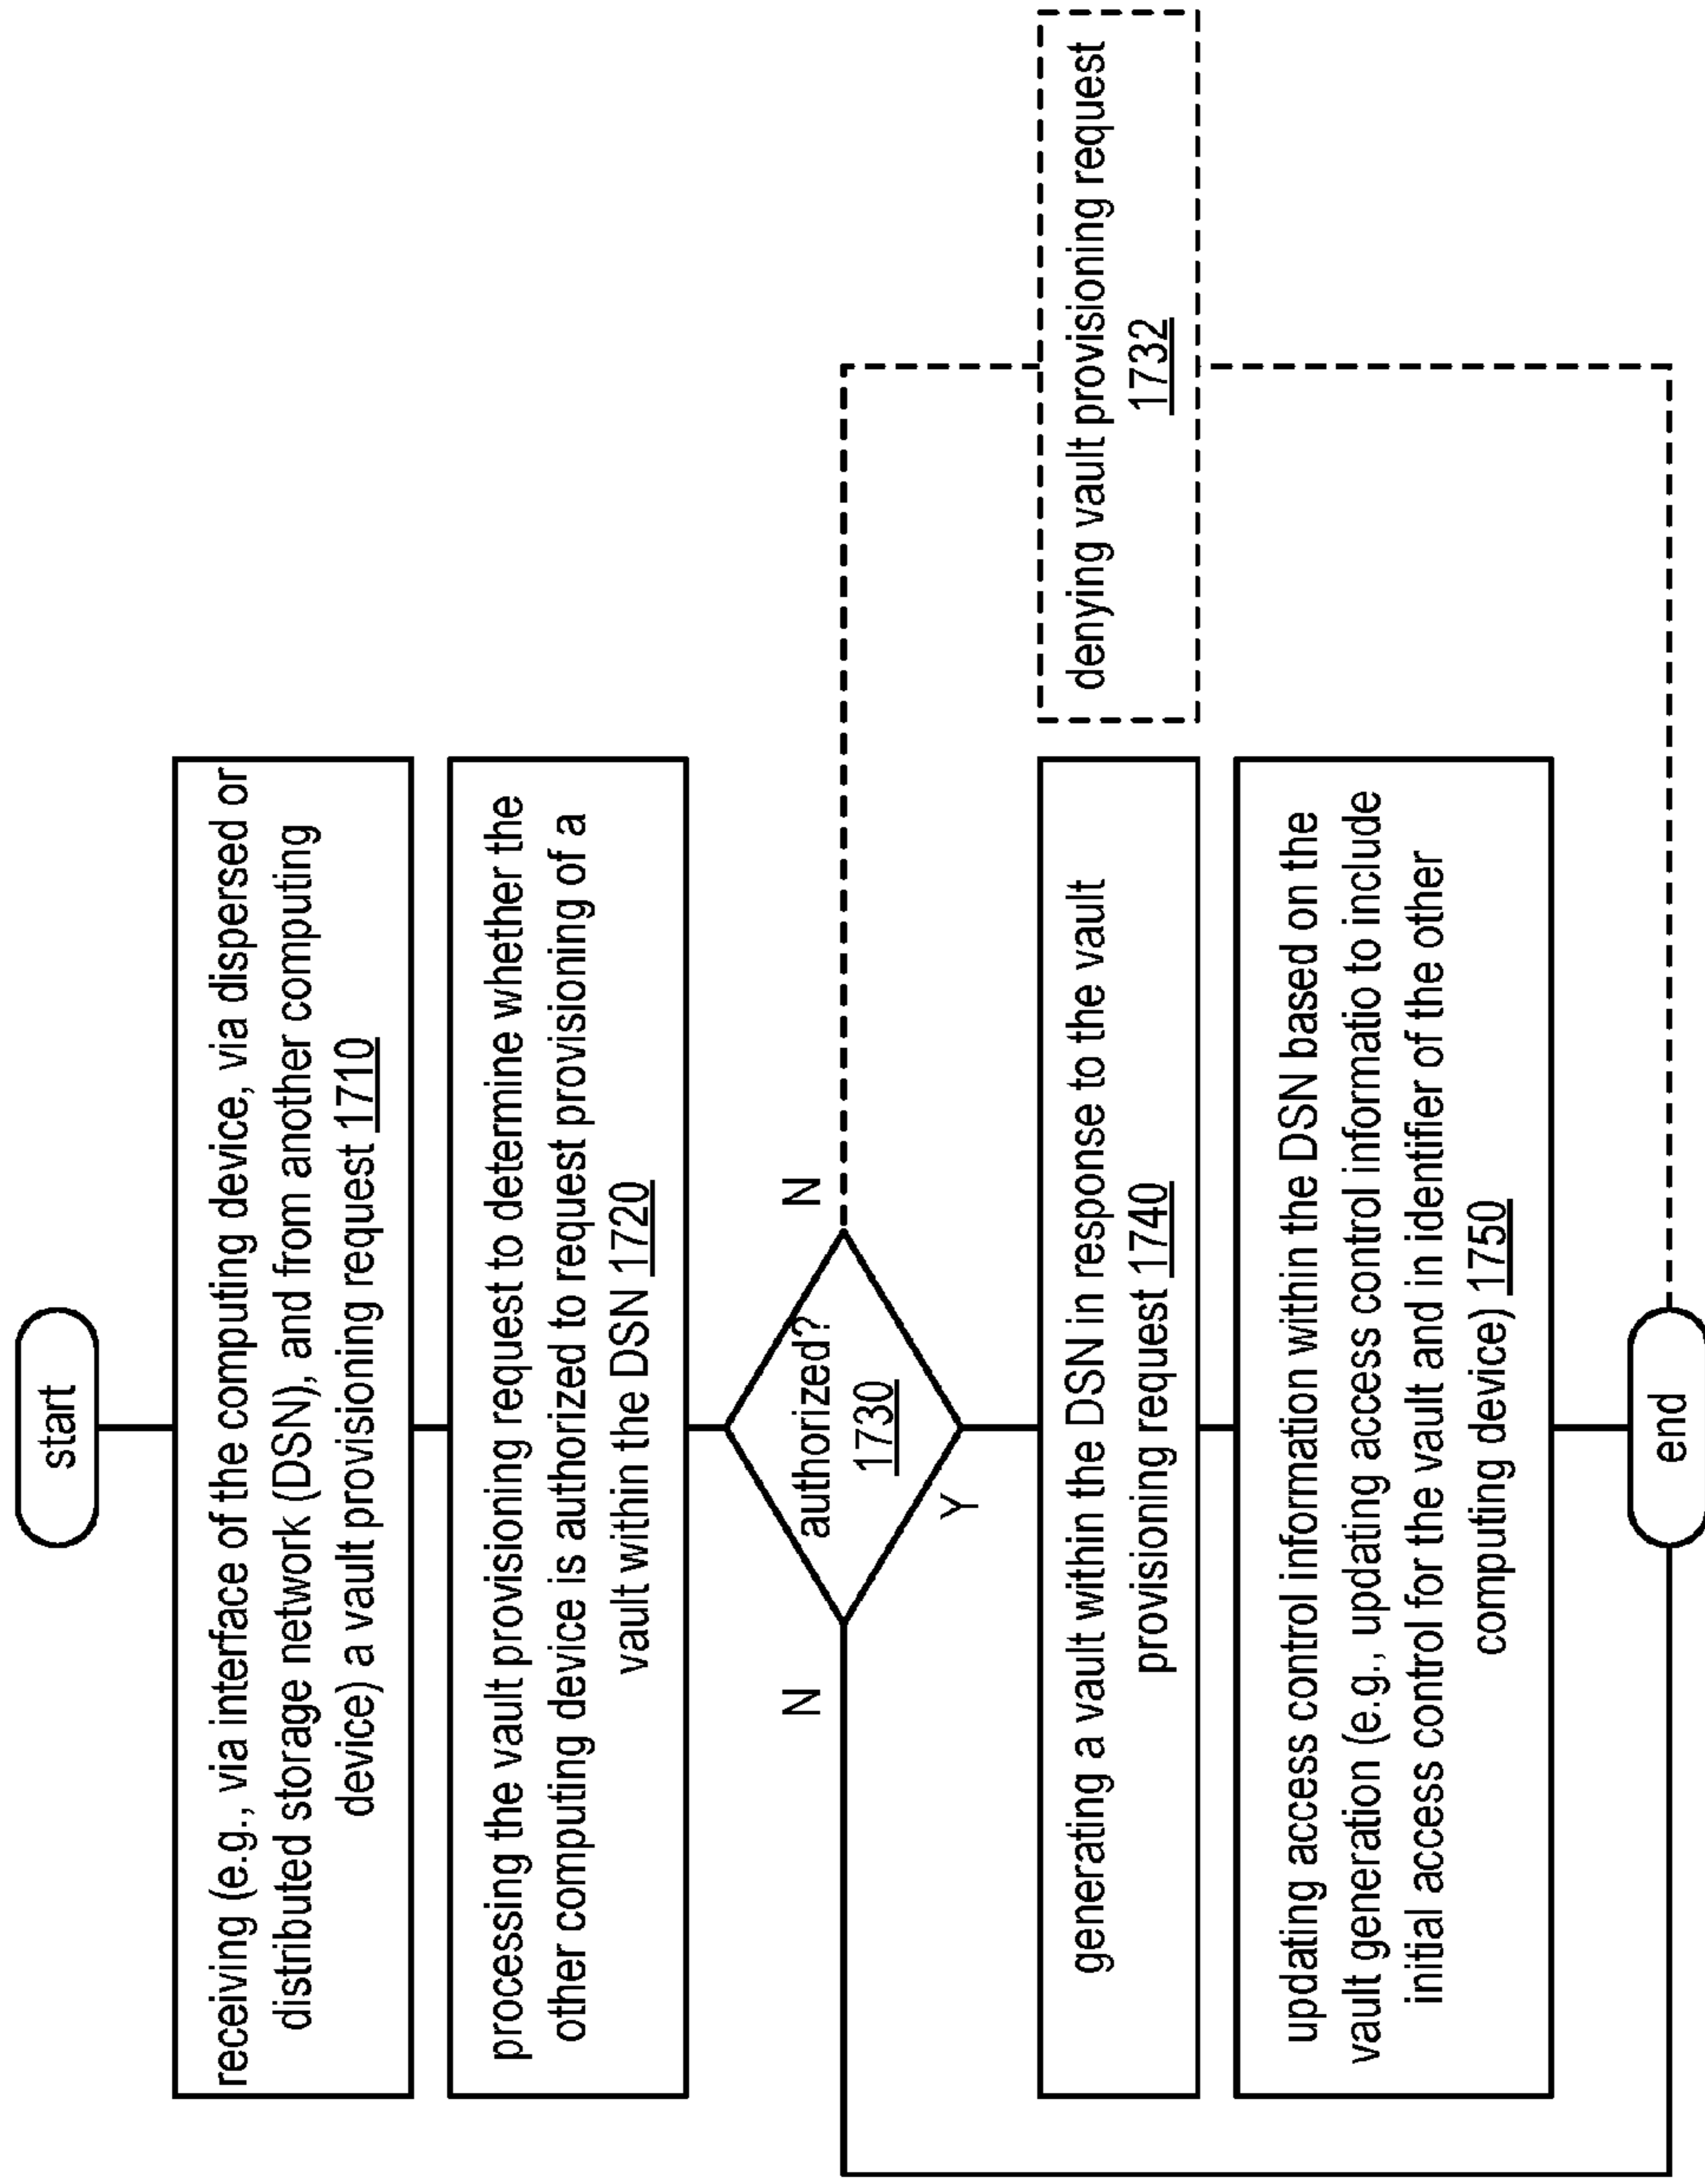 start
receiving (e.g., via interface of the computing device, via dispersed or
distributed storage network (DSN), and from another computing
device) a vault provisioning request 1710
processing the vault provisioning request to determine whether the
other computing device is authorized to request provisioning of a
vault within the DSN 1720
authorized?
1730
N
N
Y
denying vault provisioning request
1732
generating a vault within the DSN in response to the vault
provisioning request 1740
updating access control information within the DSN based on the
vault generation (e.g., updating access control informatio to include
initial access control for the vault and in identifier of the other
computing device) 1750
end